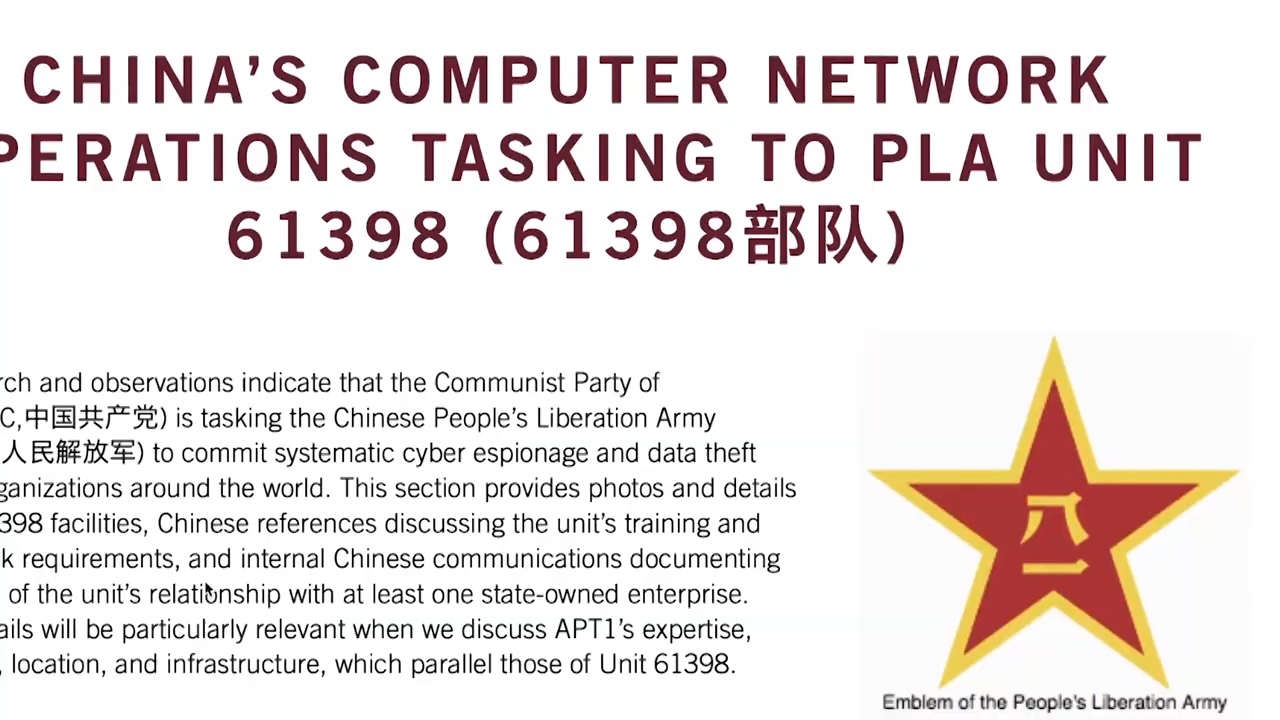 CHINA'S COMPUTER NETWORK
PERATIONS TASKING TO PLA UNIT
61398 (61398部队)
rch and observations indicate that the Communist Party of
C,中国共产党) is tasking the Chinese People's Liberation Army
人民解放军) to commit systematic cyber espionage and data theft
ganizations around the world. This section provides photos and details
398 facilities, Chinese references discussing the unit's training and
k requirements, and internal Chinese communications documenting
of the unit's relationship with at least one state-owned enterprise.
ails will be particularly relevant when we discuss APT1's expertise,
, location, and infrastructure, which parallel those of Unit 61398.
八一
Emblem of the People's Liberation Army